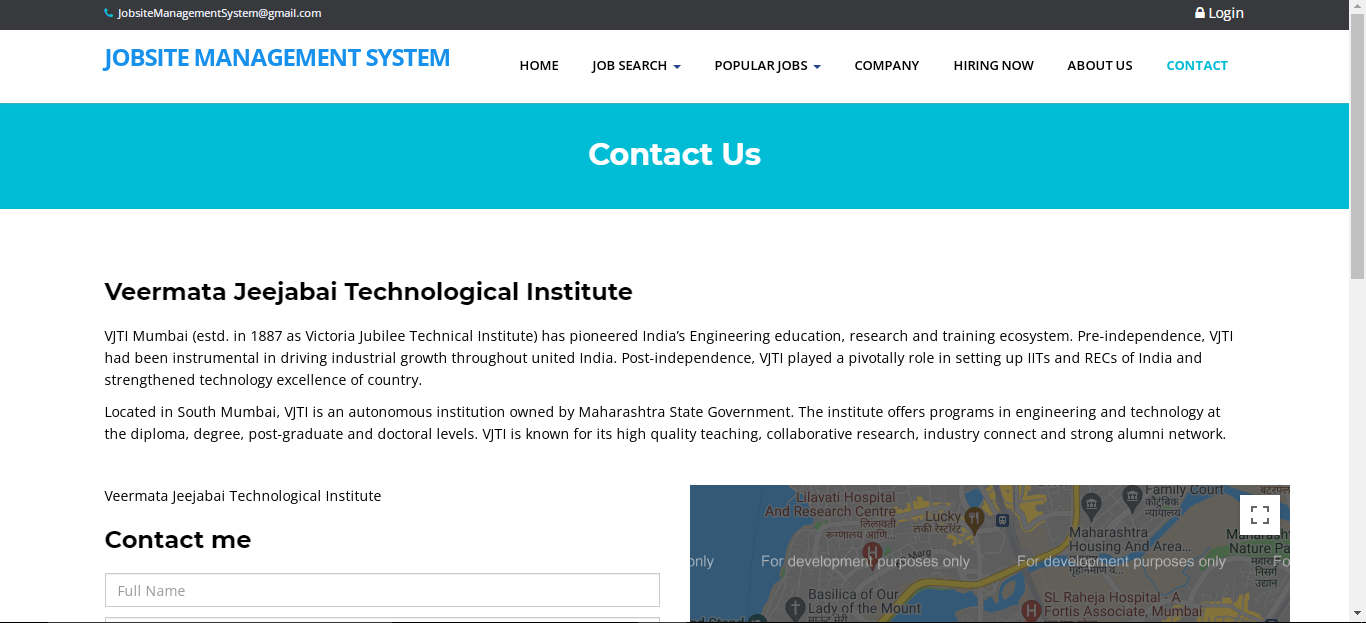 JobsiteManagementSystem@gmail.com
Login
JOBSITE MANAGEMENT SYSTEM
HOME
JOB SEARCH
POPULAR JOBS
COMPANY
HIRING NOW
ABOUT US
CONTACT
Contact Us
Veermata Jeejabai Technological Institute
VJTI Mumbai (estd. in 1887 as Victoria Jubilee Technical Institute) has pioneered India's Engineering education, research and training ecosystem. Pre-independence, VJTI
had been instrumental in driving industrial growth throughout united India. Post-independence, VJTI played a pivotally role in setting up IITs and RECs of India and
strengthened technology excellence of country.
Located in South Mumbai, VJTI is an autonomous institution owned by Maharashtra State Government. The institute offers programs in engineering and technology at
the diploma, degree, post-graduate and doctoral levels. VJTI is known for its high quality teaching, collaborative research, industry connect and strong alumni network.
Veermata Jeejabai Technological Institute
Contact me
Full Name
Lilavati Hospital
And Research Centre
लिलावती
रूग्णालय आणि...
Lucky
लकी रेस्टॉरंट
Family Court
कौटुंबिक
न्यायालय
Maharashtra
Housing And Area...
Nature
महाराष्ट्र
निसर्ग
उद्यान
only
For development purposes only
For development purposes only
Fo
Marg
Basilica of Our
Lady of the Mount
माऊंट मेरी
SL Raheja Hospital - A
Fortis Associate, Mumbai